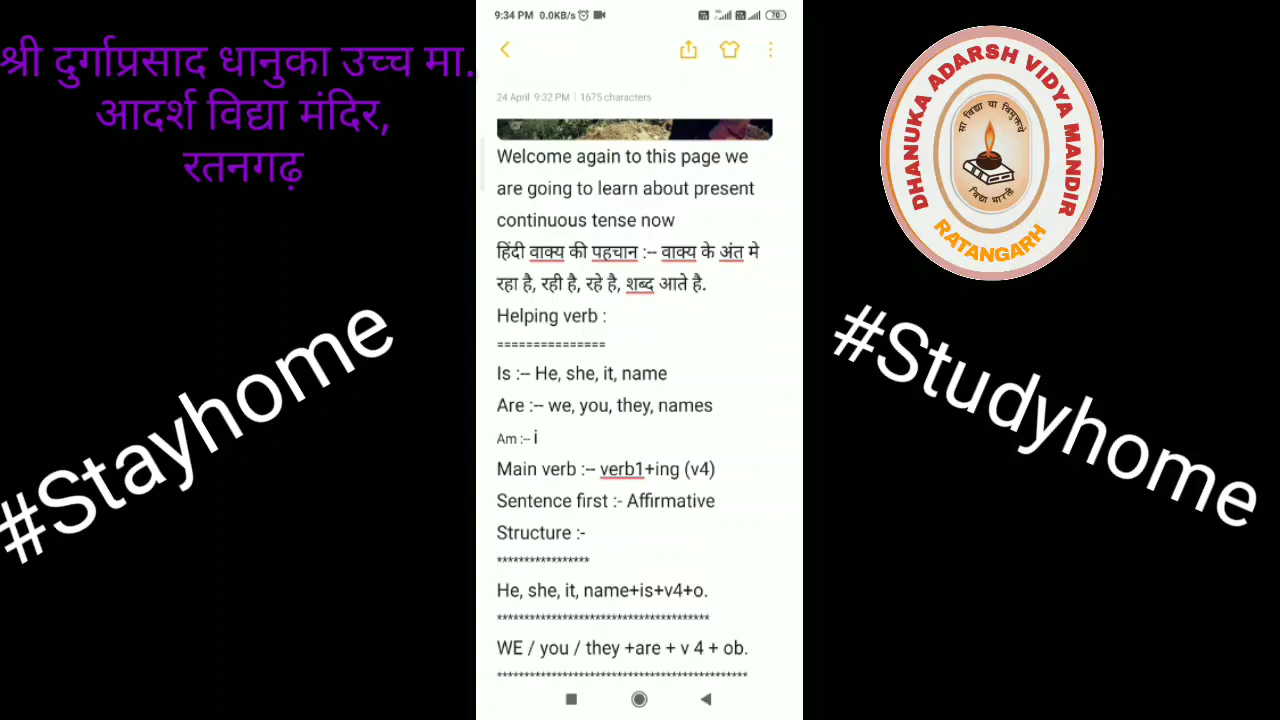 श्री दुर्गाप्रसाद धानुका उच्च मा.
आदर्श विद्या मंदिर,
रतनगढ़
#Stayhome
9:34 PM 0.0KB/s
70
24 April 9:32 PM | 1675 characters
Welcome again to this page we
are going to learn about present
continuous tense now
हिंदी वाक्य की पहचान :-- वाक्य के अंत मे
रहा है, रही है, रहे है, शब्द आते है.
Helping verb :
===============
Is :-- He, she, it, name
Are :-- we, you, they, names
Am :-- i
Main verb :-- verb1+ing (v4)
Sentence first :- Affirmative
Structure :-
*****************
He, she, it, name+is+v4+o.
***************************************
WE / you / they +are + v 4 + ob.
**********************************************
DHANUKA ADARSH VIDYA MANDIR
सा विद्या या विमुक्तये
विद्या भारती
RATANGARH
#Studyhome